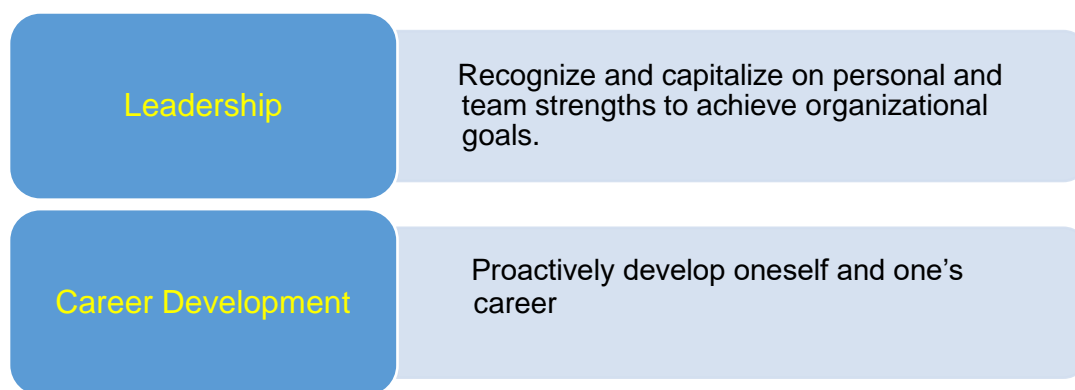 Leadership
Recognize and capitalize on personal and
team strengths to achieve organizational
goals.
Career Development
Proactively develop oneself and one’s
career